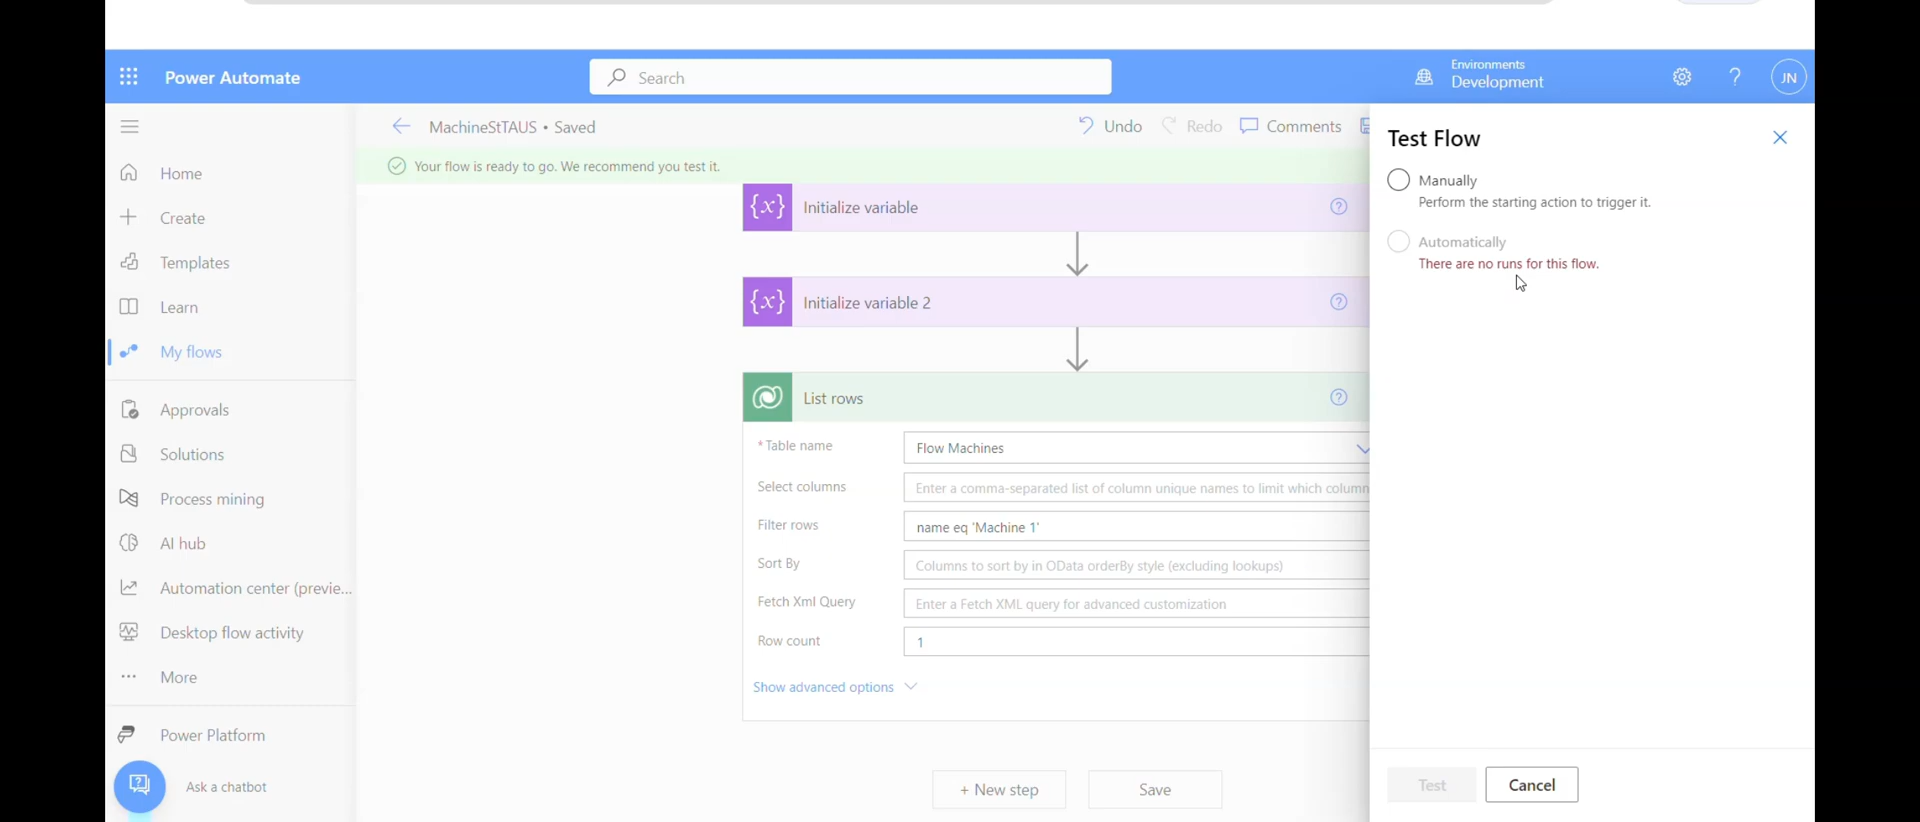 Power Automate
Search
Environments
Development
?
JN
MachineStTAUS • Saved
Undo
Redo
Comments
Your flow is ready to go. We recommend you test it.
Home
Create
Templates
Learn
My flows
Approvals
Solutions
Process mining
AI hub
Automation center (previe...
Desktop flow activity
More
Power Platform
Ask a chatbot
{x} Initialize variable ?
{x} Initialize variable 2 ?
List rows ?
* Table name
Flow Machines
Select columns
Enter a comma-separated list of column unique names to limit which column
Filter rows
name eq 'Machine 1'
Sort By
Columns to sort by in OData orderBy style (excluding lookups)
Fetch Xml Query
Enter a Fetch XML query for advanced customization
Row count
1
Show advanced options
+ New step
Save
Test Flow
Manually
Perform the starting action to trigger it.
Automatically
There are no runs for this flow.
Test
Cancel